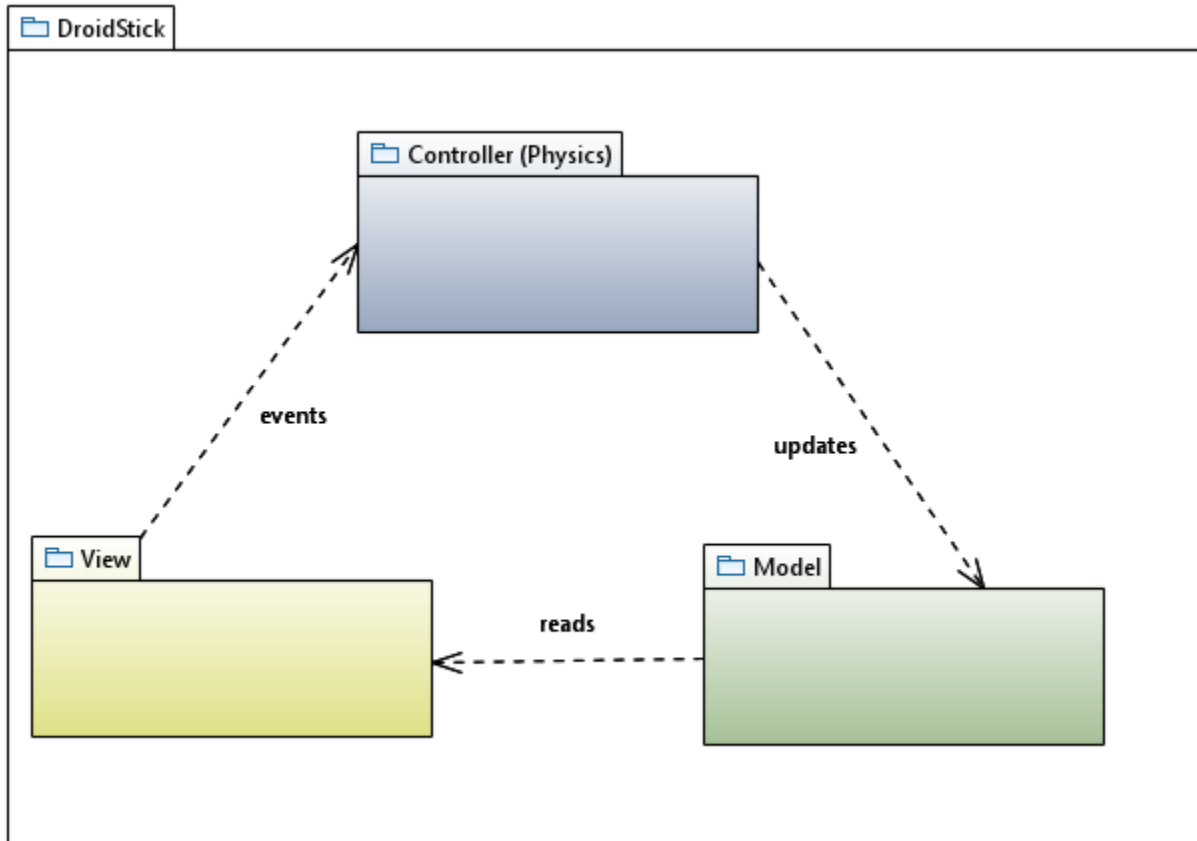 DroidStick
Controller (Physics)
events
updates
View
Model
reads